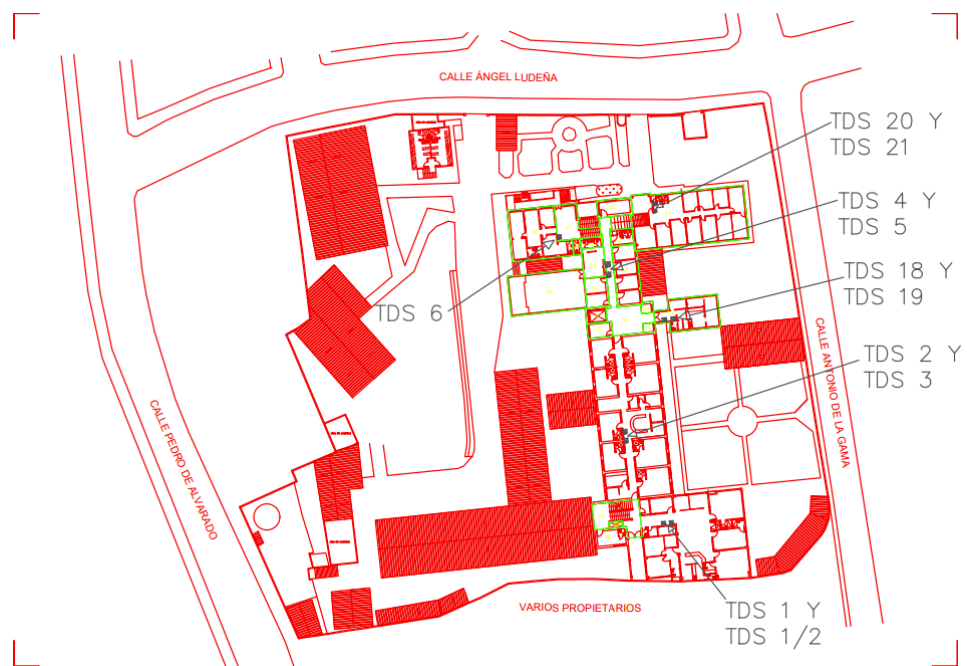 CALLE ÁNGEL LUDEÑA
TDS 20 Y
TDS 21
TDS 4 Y
TDS 5
TDS 18 Y
TDS 19
TDS 6
TDS 2 Y
TDS 3
CALLE ANTONIO DE LA GAMA
CALLE PEDRO DE ALVARADO
VARIOS PROPIETARIOS
TDS 1 Y
TDS 1/2